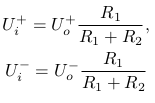 $U_i^+ = U_o^+ \frac{R_1}{R_1 + R_2},$
$U_i^- = U_o^- \frac{R_1}{R_1 + R_2}$